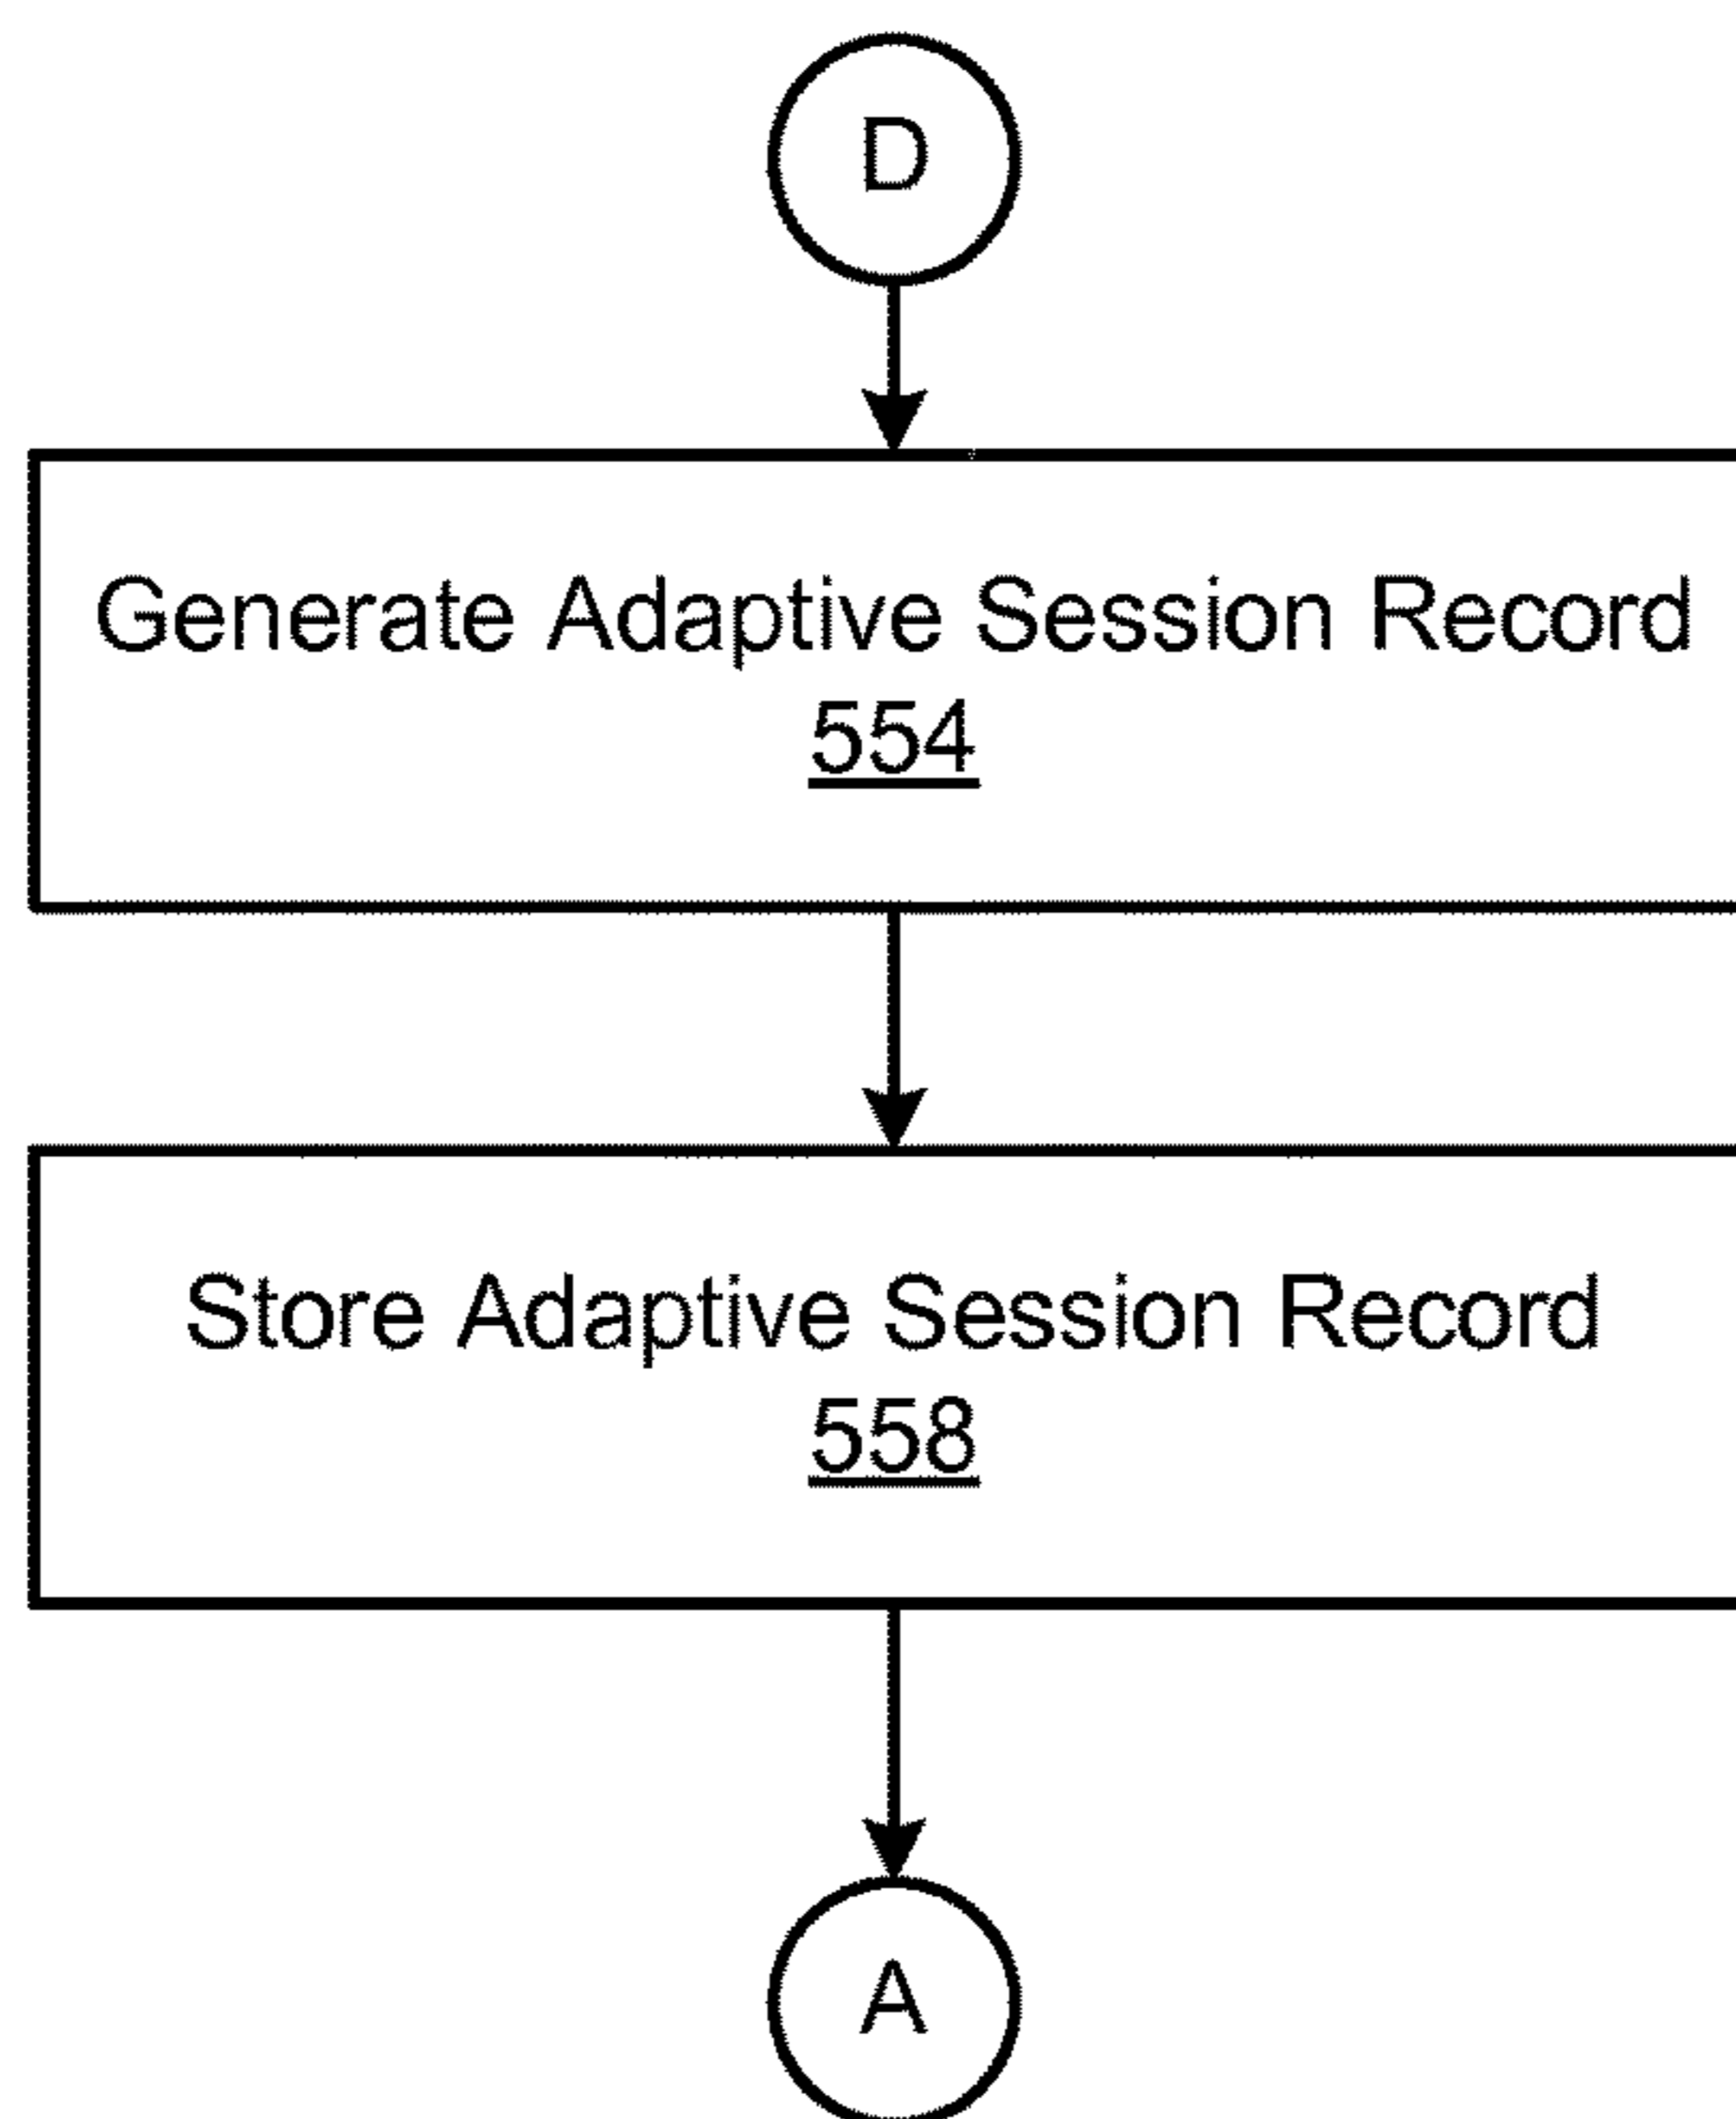 D
Generate Adaptive Session Record
554
Store Adaptive Session Record
558
A